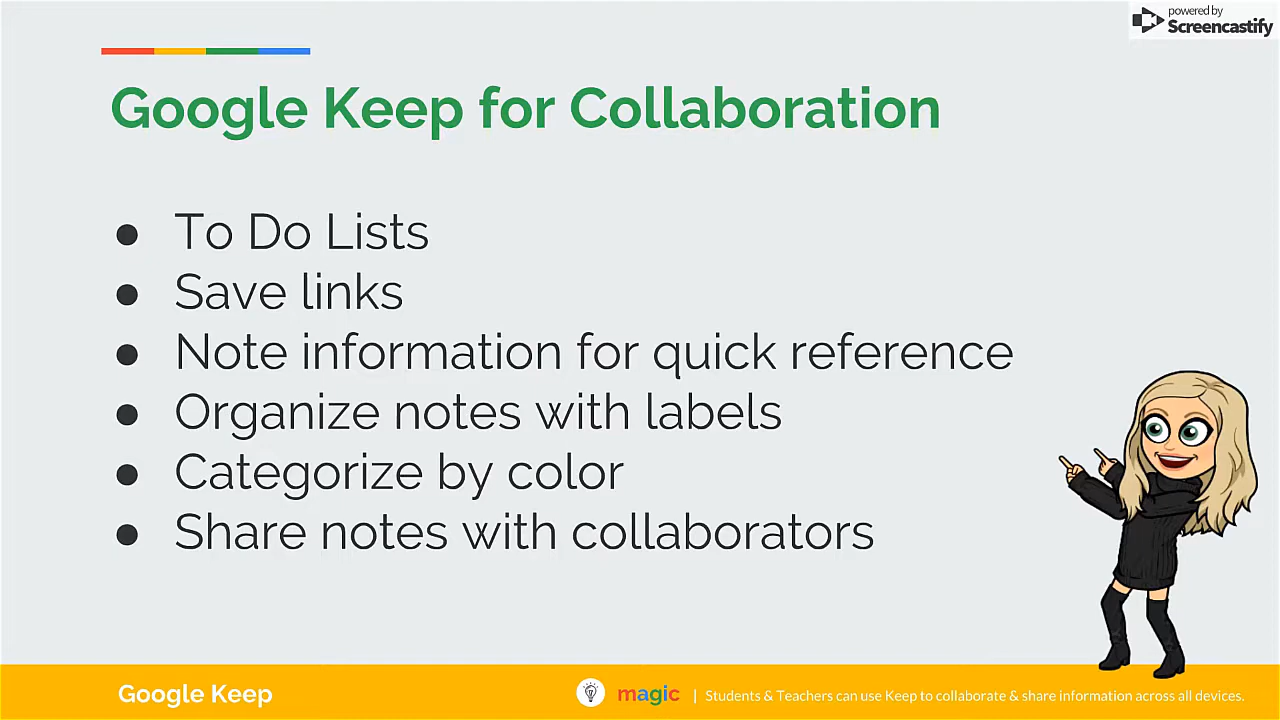 powered by
Screencastify
Google Keep for Collaboration
● To Do Lists
● Save links
● Note information for quick reference
● Organize notes with labels
● Categorize by color
● Share notes with collaborators
Google Keep
magic | Students & Teachers can use Keep to collaborate & share information across all devices.